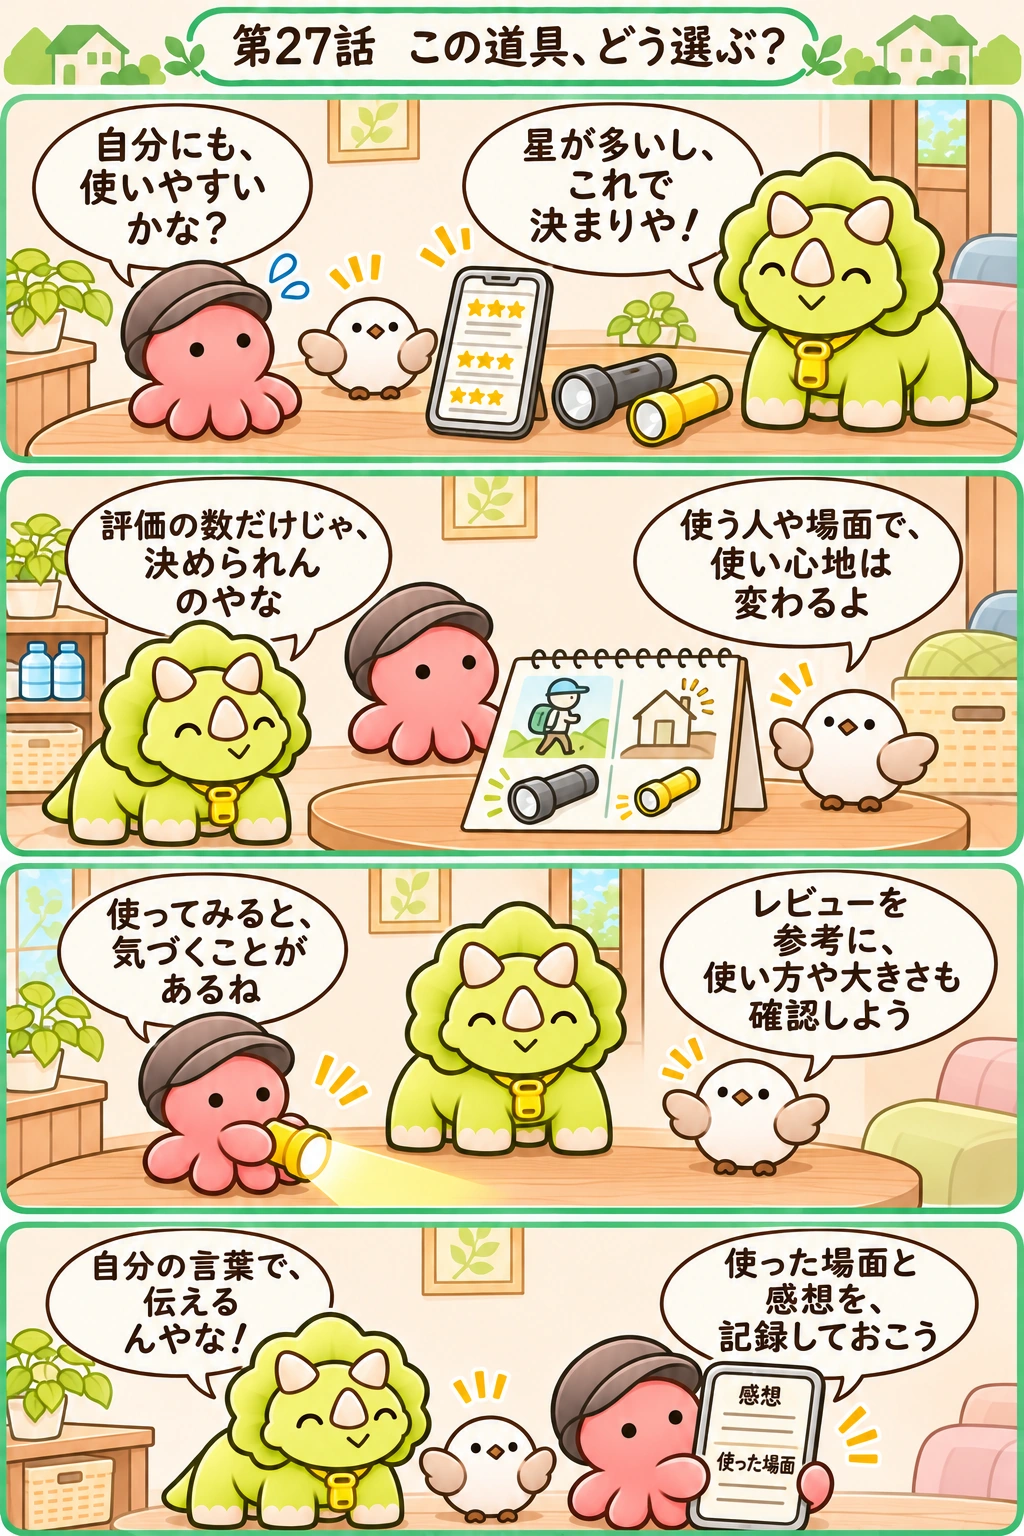 第27話 この道具、どう選ぶ?
自分にも、
使いやすい
かな?
星が多いし、
これで
決まりや!
評価の数だけじゃ、
決められん
のやな
使う人や場面で、
使い心地は
変わるよ
使ってみると、
気づくことが
あるね
レビューを
参考に、
使い方や大きさも
確認しよう
自分の言葉で、
伝える
んやな!
使った場面と
感想を、
記録しておこう
感想
使った場面